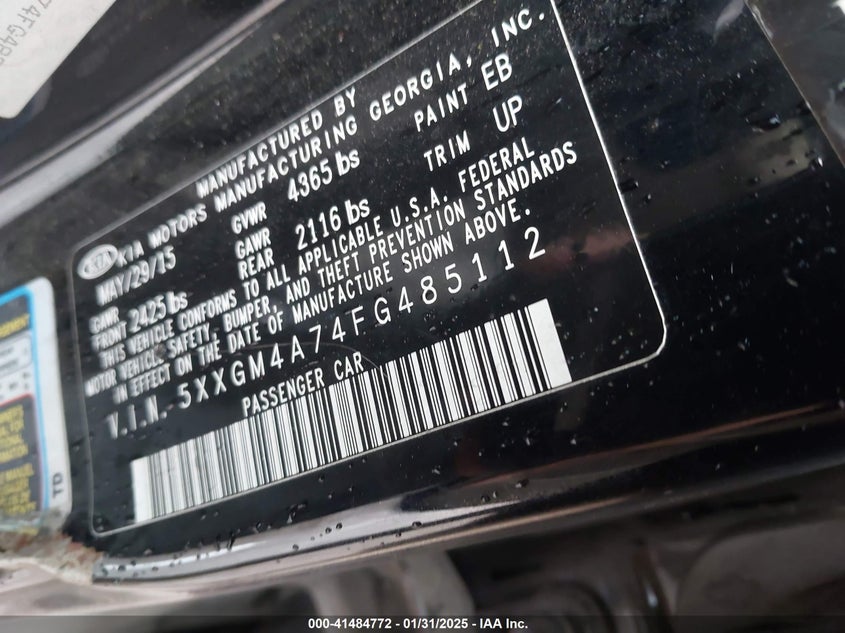 MANUFACTURED BY
KIA KIA MOTORS MANUFACTURING GEORGIA, INC.
MAY/29/15 GVWR 4365 lbs PAINT EB
GAWR FRONT 2425 lbs GAWR REAR 2116 lbs TRIM UP
THIS VEHICLE CONFORMS TO ALL APPLICABLE U.S.A. FEDERAL
MOTOR VEHICLE SAFETY, BUMPER, AND THEFT PREVENTION STANDARDS
IN EFFECT ON THE DATE OF MANUFACTURE SHOWN ABOVE.
V.I.N. 5XXGM4A74FG485112
PASSENGER CAR
TD
000-41484772 - 01/31/2025 - IAA Inc.